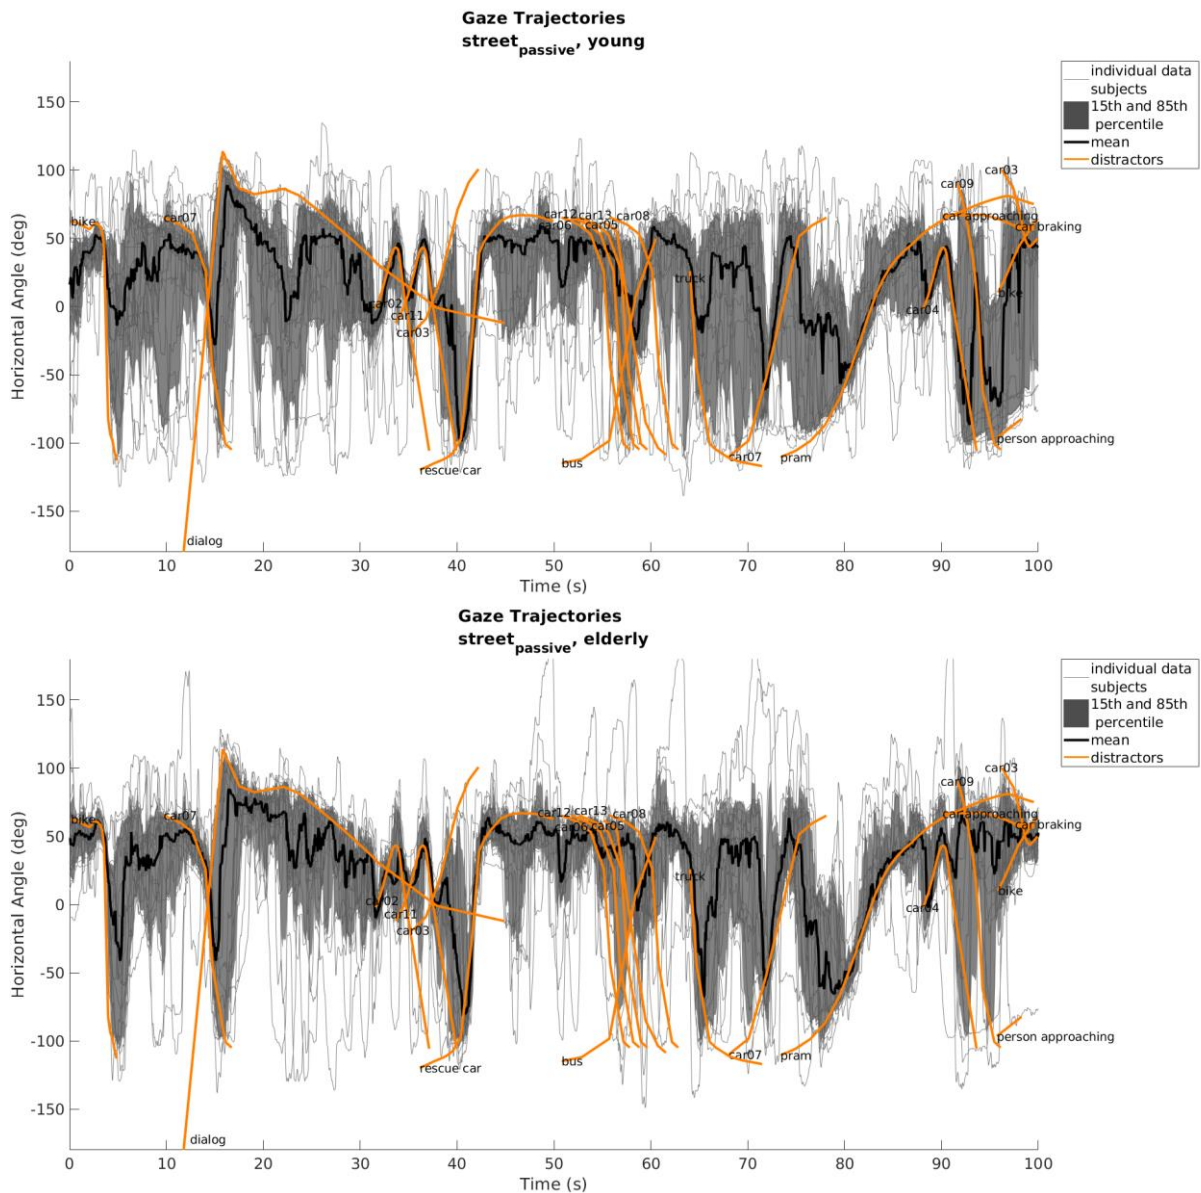 Gaze Trajectories
street_passive, young
Horizontal Angle (deg)
150
100
50
0
-50
-100
-150
bike
car07
dialog
car02
car11
car03
rescue car
car12
car13
car08
car06
car05
bus
truck
car07
pram
car04
car09
car03
car approaching
car braking
bike
person approaching
0 10 20 30 40 50 60 70 80 90 100
Time (s)
individual data
subjects
15th and 85th
percentile
mean
distractors
Gaze Trajectories
street_passive, elderly
Horizontal Angle (deg)
150
100
50
0
-50
-100
-150
bike
car07
dialog
car02
car11
car03
rescue car
car12
car13
car08
car06
car05
bus
truck
car07
pram
car04
car09
car03
car approaching
car braking
bike
person approaching
0 10 20 30 40 50 60 70 80 90 100
Time (s)
individual data
subjects
15th and 85th
percentile
mean
distractors